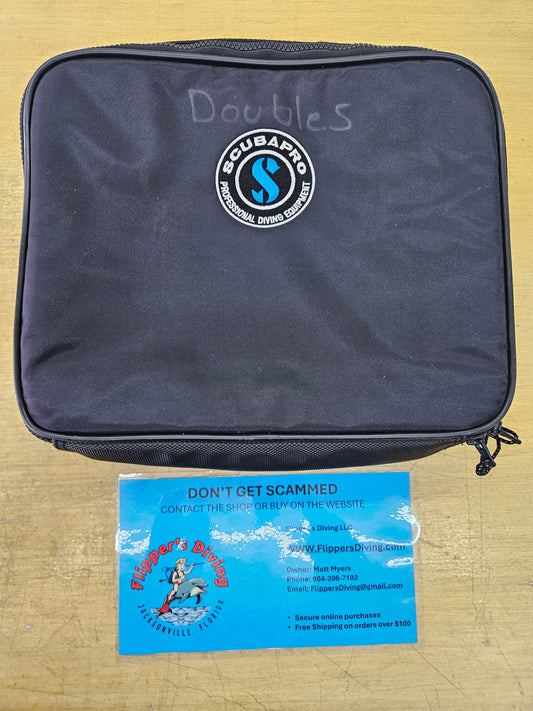 Doubles
SCUBAPRO
S
PROFESSIONAL DIVING EQUIPMENT
DON'T GET SCAMMED
CONTACT THE SHOP OR BUY ON THE WEBSITE
Flipper's Diving LLC
WWW.FlippersDiving.com
Owner: Matt Myers
Phone: 904-206-7102
Email: FlippersDiving@gmail.com
• Secure online purchases
• Free Shipping on orders over $100
Flipper's Diving
JACKSONVILLE, FLORIDA